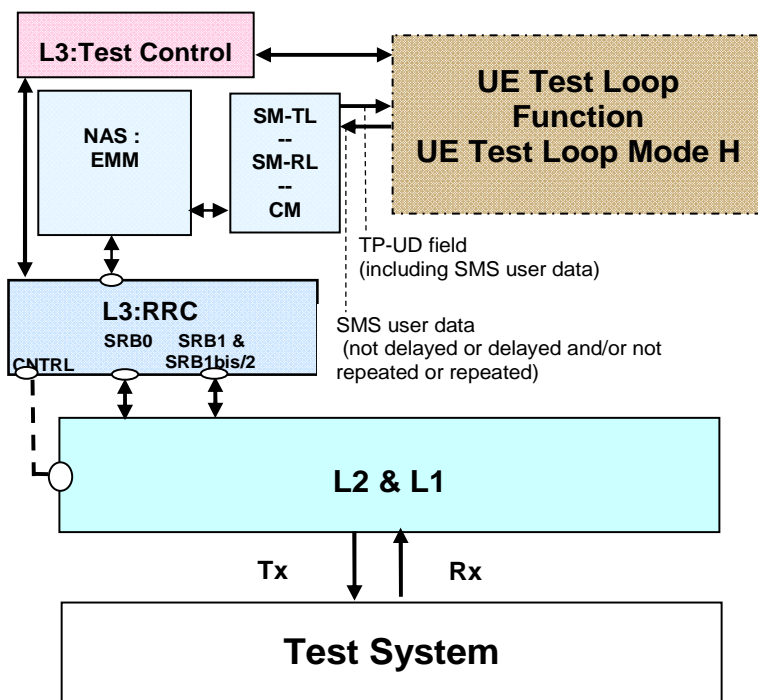 L3:Test Control
UE Test Loop
Function
UE Test Loop Mode H
NAS :
EMM
SM-TL
--
SM-RL
--
CM
TP-UD field
(including SMS user data)
SMS user data
(not delayed or delayed and/or not
repeated or repeated)
L3:RRC
SRB0
SRB1 &
SRB1bis/2
CNTRL
L2 & L1
Tx
Rx
Test System